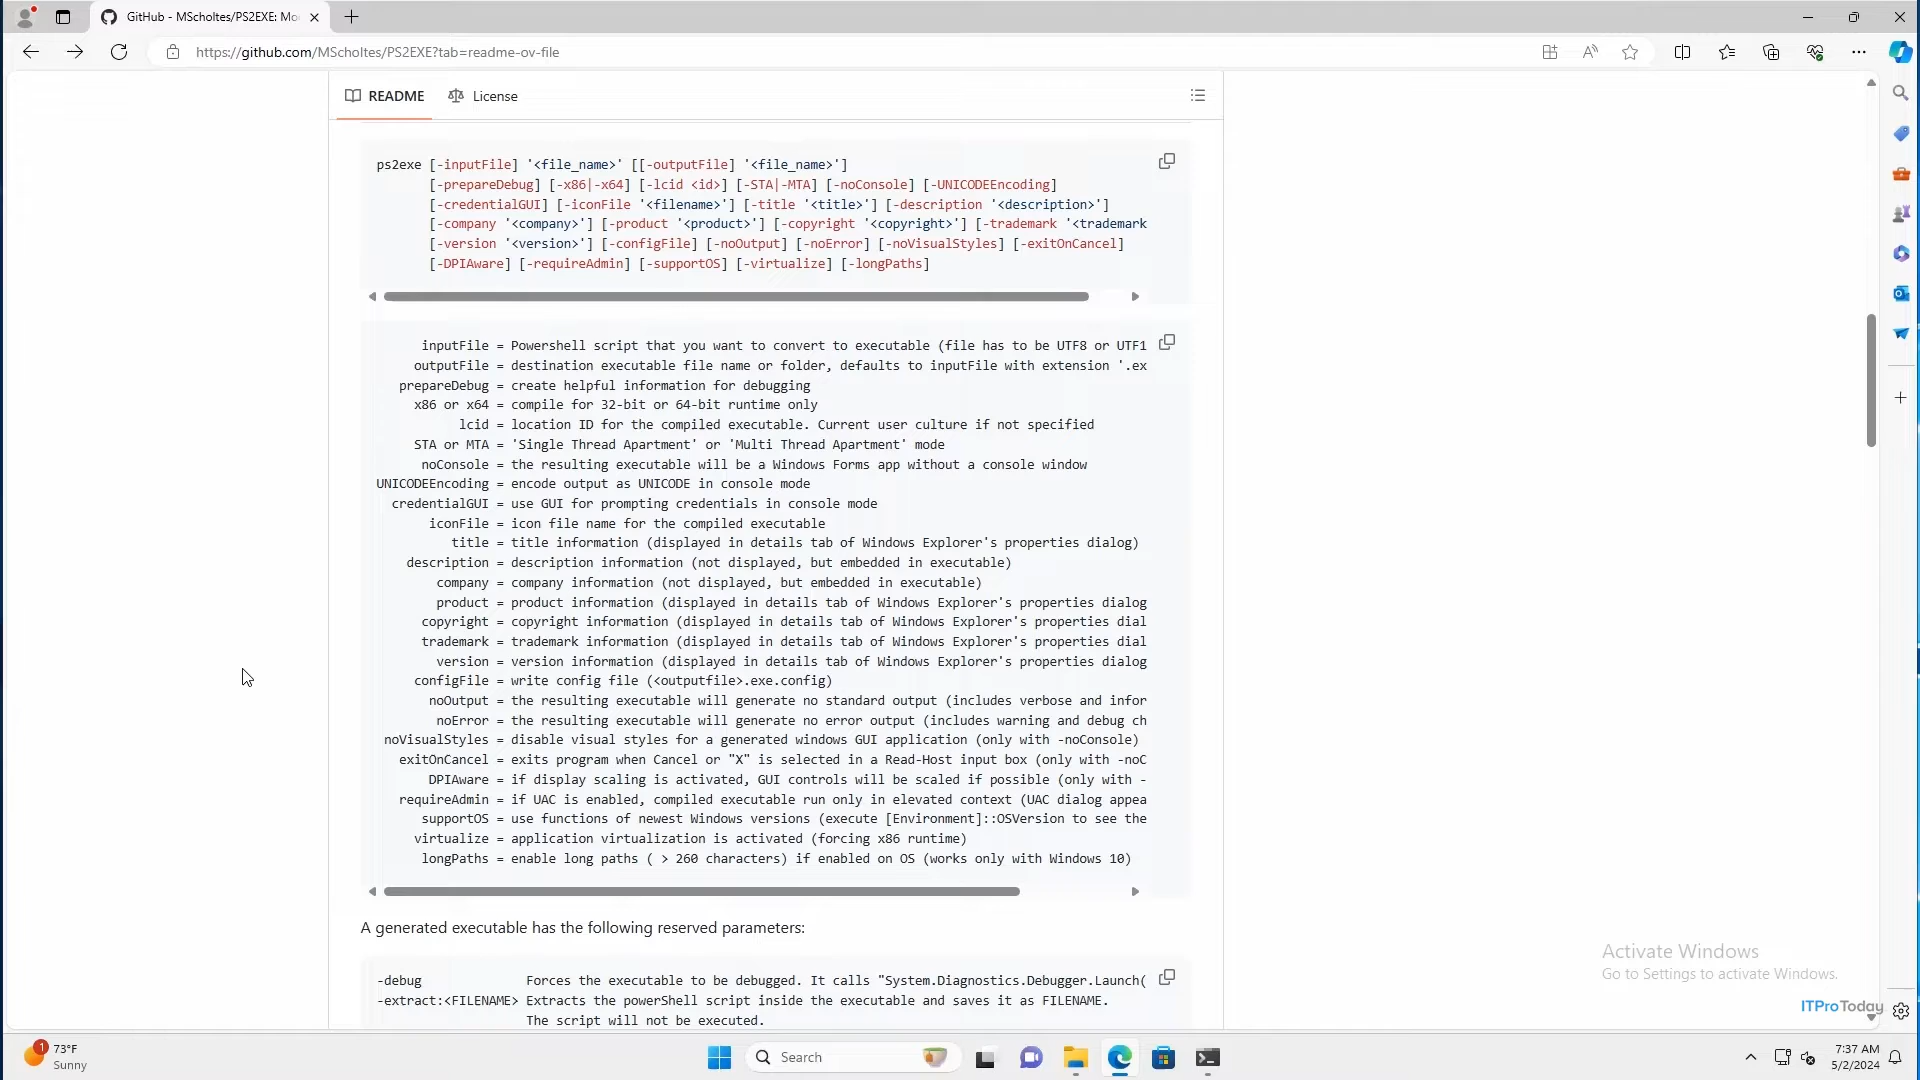 GitHub - MScholtes/PS2EXE: Mo
https://github.com/MScholtes/PS2EXE?tab=readme-ov-file
README License
ps2exe [-inputFile] '<file_name>' [[-outputFile] '<file_name>']
[-prepareDebug] [-x86|-x64] [-lcid <id>] [-STA|-MTA] [-noConsole] [-UNICODEEncoding]
[-credentialGUI] [-iconFile '<filename>'] [-title '<title>'] [-description '<description>']
[-company '<company>'] [-product '<product>'] [-copyright '<copyright>'] [-trademark '<trademark
[-version '<version>'] [-configFile] [-noOutput] [-noError] [-noVisualStyles] [-exitOnCancel]
[-DPIAware] [-requireAdmin] [-supportOS] [-virtualize] [-longPaths]
inputFile = Powershell script that you want to convert to executable (file has to be UTF8 or UTF1
outputFile = destination executable file name or folder, defaults to inputFile with extension '.ex
prepareDebug = create helpful information for debugging
x86 or x64 = compile for 32-bit or 64-bit runtime only
lcid = location ID for the compiled executable. Current user culture if not specified
STA or MTA = 'Single Thread Apartment' or 'Multi Thread Apartment' mode
noConsole = the resulting executable will be a Windows Forms app without a console window
UNICODEEncoding = encode output as UNICODE in console mode
credentialGUI = use GUI for prompting credentials in console mode
iconFile = icon file name for the compiled executable
title = title information (displayed in details tab of Windows Explorer's properties dialog)
description = description information (not displayed, but embedded in executable)
company = company information (not displayed, but embedded in executable)
product = product information (displayed in details tab of Windows Explorer's properties dialog
copyright = copyright information (displayed in details tab of Windows Explorer's properties dial
trademark = trademark information (displayed in details tab of Windows Explorer's properties dial
version = version information (displayed in details tab of Windows Explorer's properties dialog
configFile = write config file (<outputfile>.exe.config)
noOutput = the resulting executable will generate no standard output (includes verbose and infor
noError = the resulting executable will generate no error output (includes warning and debug ch
noVisualStyles = disable visual styles for a generated windows GUI application (only with -noConsole)
exitOnCancel = exits program when Cancel or "X" is selected in a Read-Host input box (only with -noC
DPIAware = if display scaling is activated, GUI controls will be scaled if possible (only with -
requireAdmin = if UAC is enabled, compiled executable run only in elevated context (UAC dialog appea
supportOS = use functions of newest Windows versions (execute [Environment]::OSVersion to see the
virtualize = application virtualization is activated (forcing x86 runtime)
longPaths = enable long paths ( > 260 characters) if enabled on OS (works only with Windows 10)
A generated executable has the following reserved parameters:
-debug Forces the executable to be debugged. It calls "System.Diagnostics.Debugger.Launch(
-extract:<FILENAME> Extracts the powerShell script inside the executable and saves it as FILENAME.
The script will not be executed.
Activate Windows
Go to Settings to activate Windows.
ITProToday
1
73°F
Sunny
Search
7:37 AM
5/2/2024